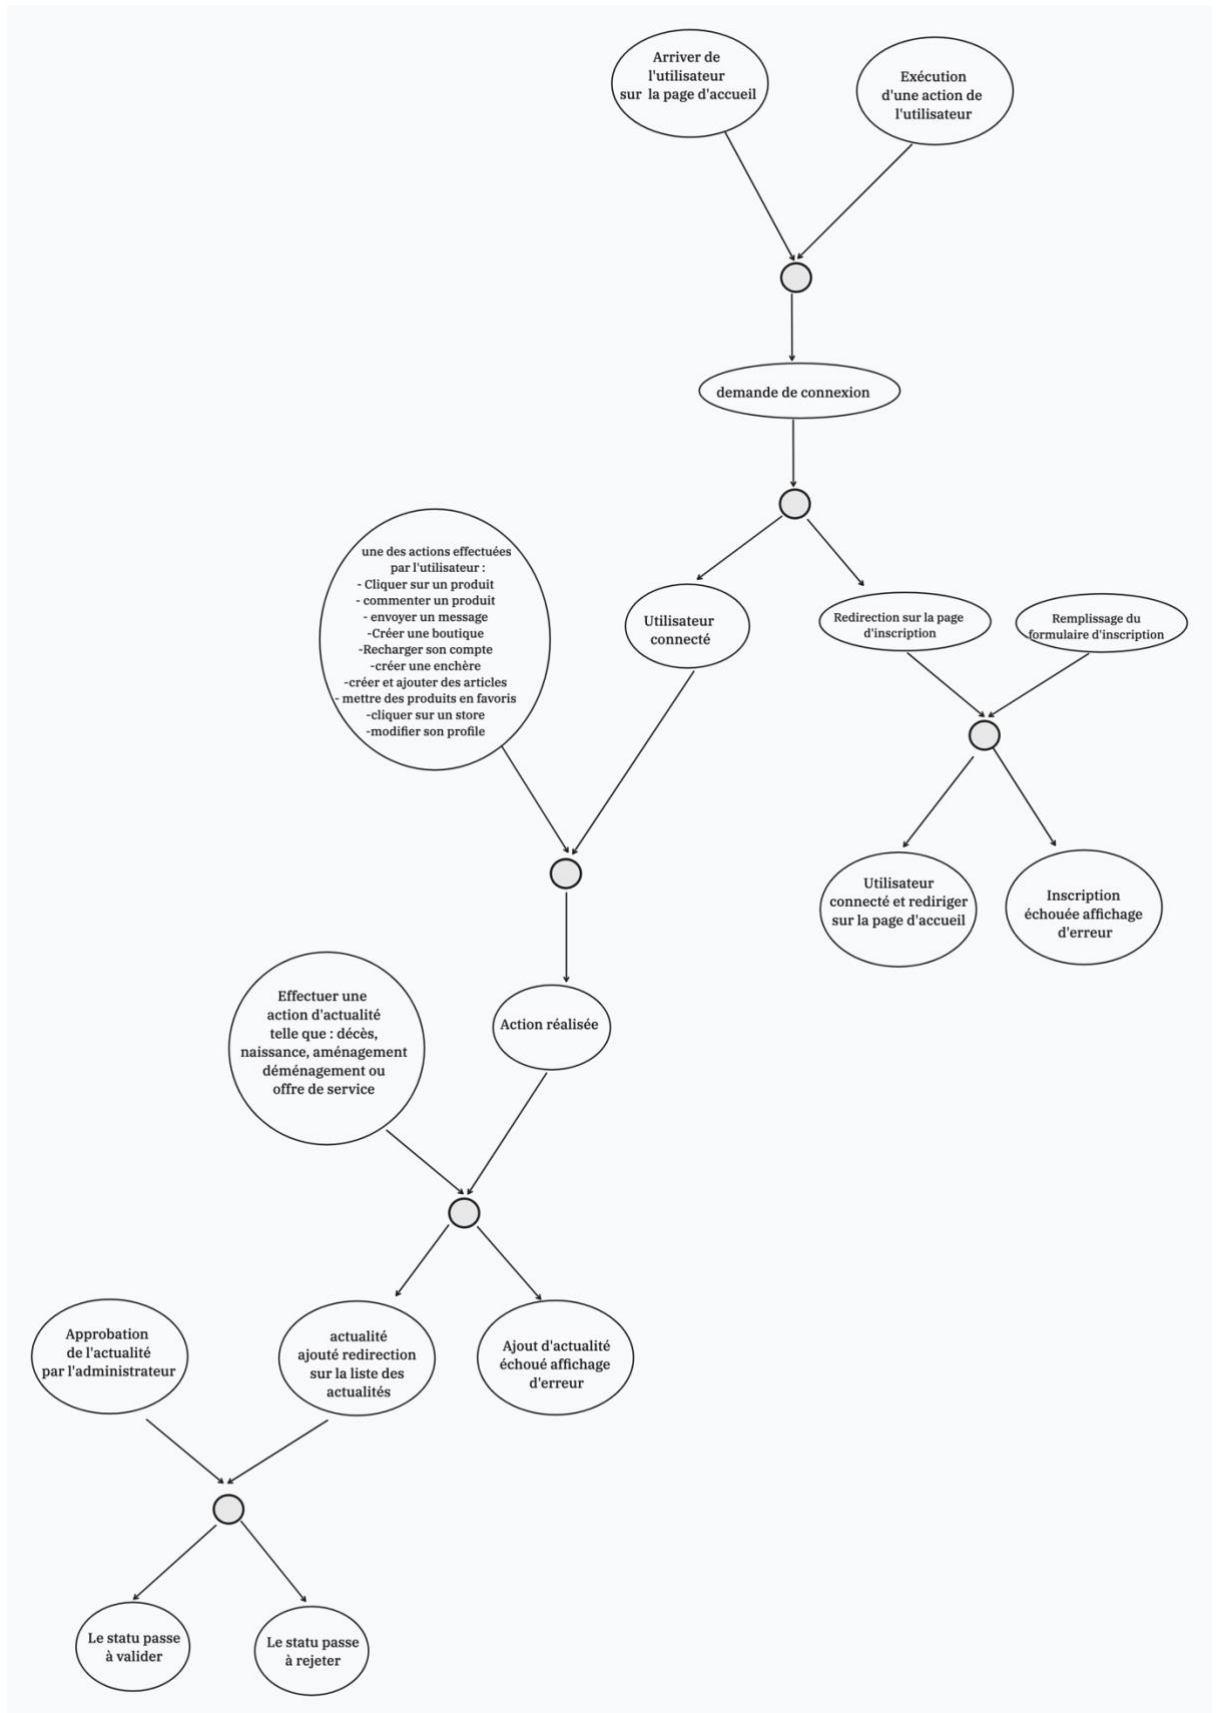 Arriver de
l'utilisateur
sur la page d'accueil
Exécution
d'une action de
l'utilisateur
demande de connexion
une des actions effectuées
par l'utilisateur :
- Cliquer sur un produit
- commenter un produit
- envoyer un message
-Créer une boutique
-Recharger son compte
-créer une enchère
-créer et ajouter des articles
- mettre des produits en favoris
-cliquer sur un store
-modifier son profile
Utilisateur
connecté
Redirection sur la page
d'inscription
Remplissage du
formulaire d'inscription
Utilisateur
connecté et rediriger
sur la page d'accueil
Inscription
échouée affichage
d'erreur
Effectuer une
action d'actualité
telle que : décès,
naissance, aménagement
déménagement ou
offre de service
Action réalisée
Approbation
de l'actualité
par l'administrateur
actualité
ajouté redirection
sur la liste des
actualités
Ajout d'actualité
échoué affichage
d'erreur
Le statu passe
à valider
Le statu passe
à rejeter